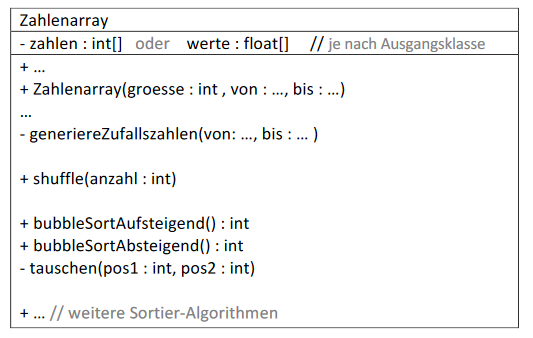 Zahlenarray
- zahlen : int[] oder werte : float[] // je nach Ausgangsklasse
+ ...
+ Zahlenarray(groesse : int , von : ..., bis : ...)
...
- generiereZufallszahlen(von: ..., bis : ... )
+ shuffle(anzahl : int)
+ bubbleSortAufsteigend() : int
+ bubbleSortAbsteigend() : int
- tauschen(pos1 : int, pos2 : int)
+ ... // weitere Sortier-Algorithmen